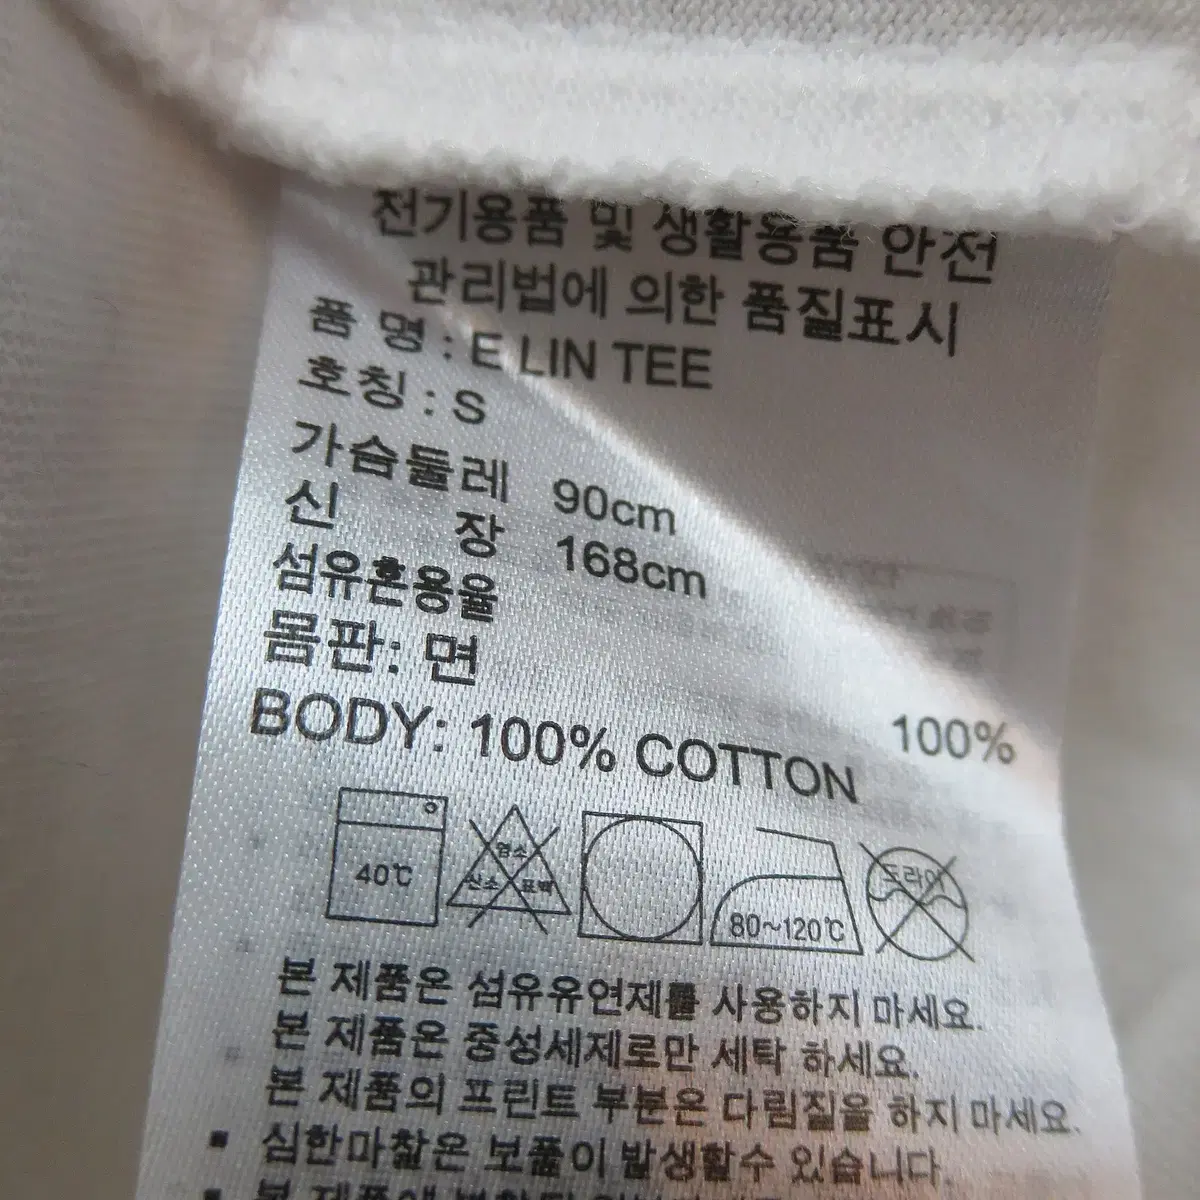 전기용품 및 생활용품 안전
관리법에 의한 품질표시
품 명 : E LIN TEE
호칭 : S
가슴둘레 90cm
신 장 168cm
섬유혼용율
몸판: 면 100%
BODY: 100% COTTON
40℃
염소
산소 표백
80~120℃
드라이
본 제품은 섬유유연제를 사용하지 마세요.
본 제품은 중성세제로만 세탁 하세요.
본 제품의 프린트 부분은 다림질을 하지 마세요.
▪ 심한마찰은 보풀이 발생할수 있습니다.